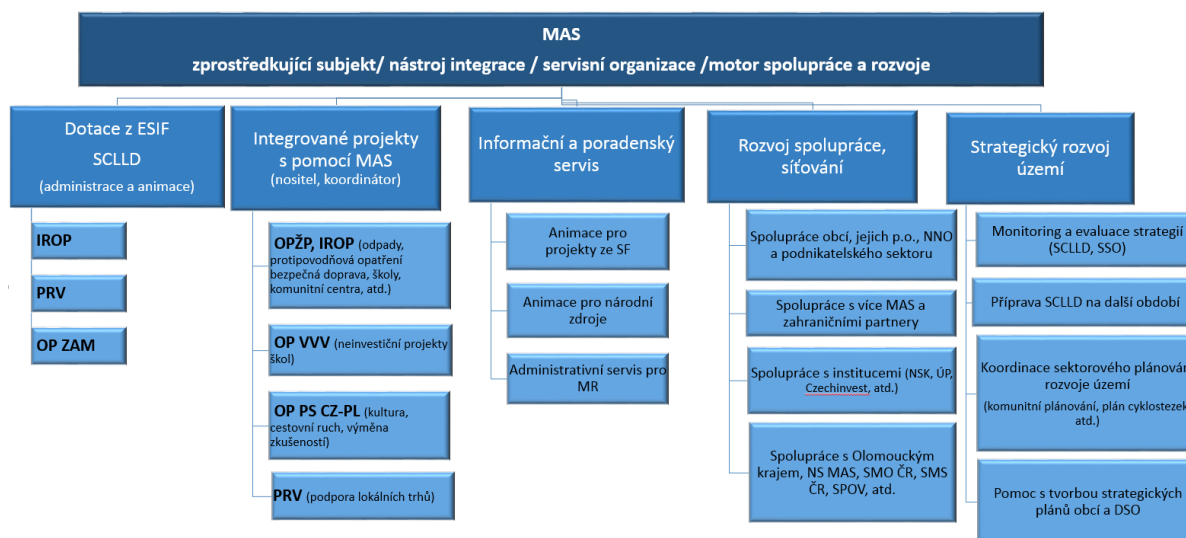 MAS
zprostředkující subjekt/ nástroj integrace / servisní organizace /motor spolupráce a rozvoje
Dotace z ESIF
SCLLD
(administrace a animace)
IROP
PRV
OP ZAM
Integrované projekty
s pomocí MAS
(nositel, koordinátor)
OPŽP, IROP (odpady,
protipovodňová opatření
bezpečná doprava, školy,
komunitní centra, atd.)
OP VVV (neinvestiční projekty
škol)
OP PS CZ-PL (kultura,
cestovní ruch, výměna
zkušeností)
PRV (podpora lokálních trhů)
Informační a poradenský
servis
Animace pro
projekty ze SF
Animace pro národní
zdroje
Administrativní servis pro
MR
Rozvoj spolupráce,
síťování
Spolupráce obcí, jejich p.o., NNO
a podnikatelského sektoru
Spolupráce s více MAS a
zahraničními partnery
Spolupráce s institucemi (NSK, ÚP,
Czechinvest, atd.)
Spolupráce s Olomouckým
krajem, NS MAS, SMO ČR, SMS
ČR, SPOV, atd.
Strategický rozvoj
území
Monitoring a evaluace strategií
(SCLLD, SSO)
Příprava SCLLD na další období
Koordinace sektorového plánován
rozvoje území
(komunitní plánování, plán cyklostezek
atd.)
Pomoc s tvorbou strategických
plánů obcí a DSO